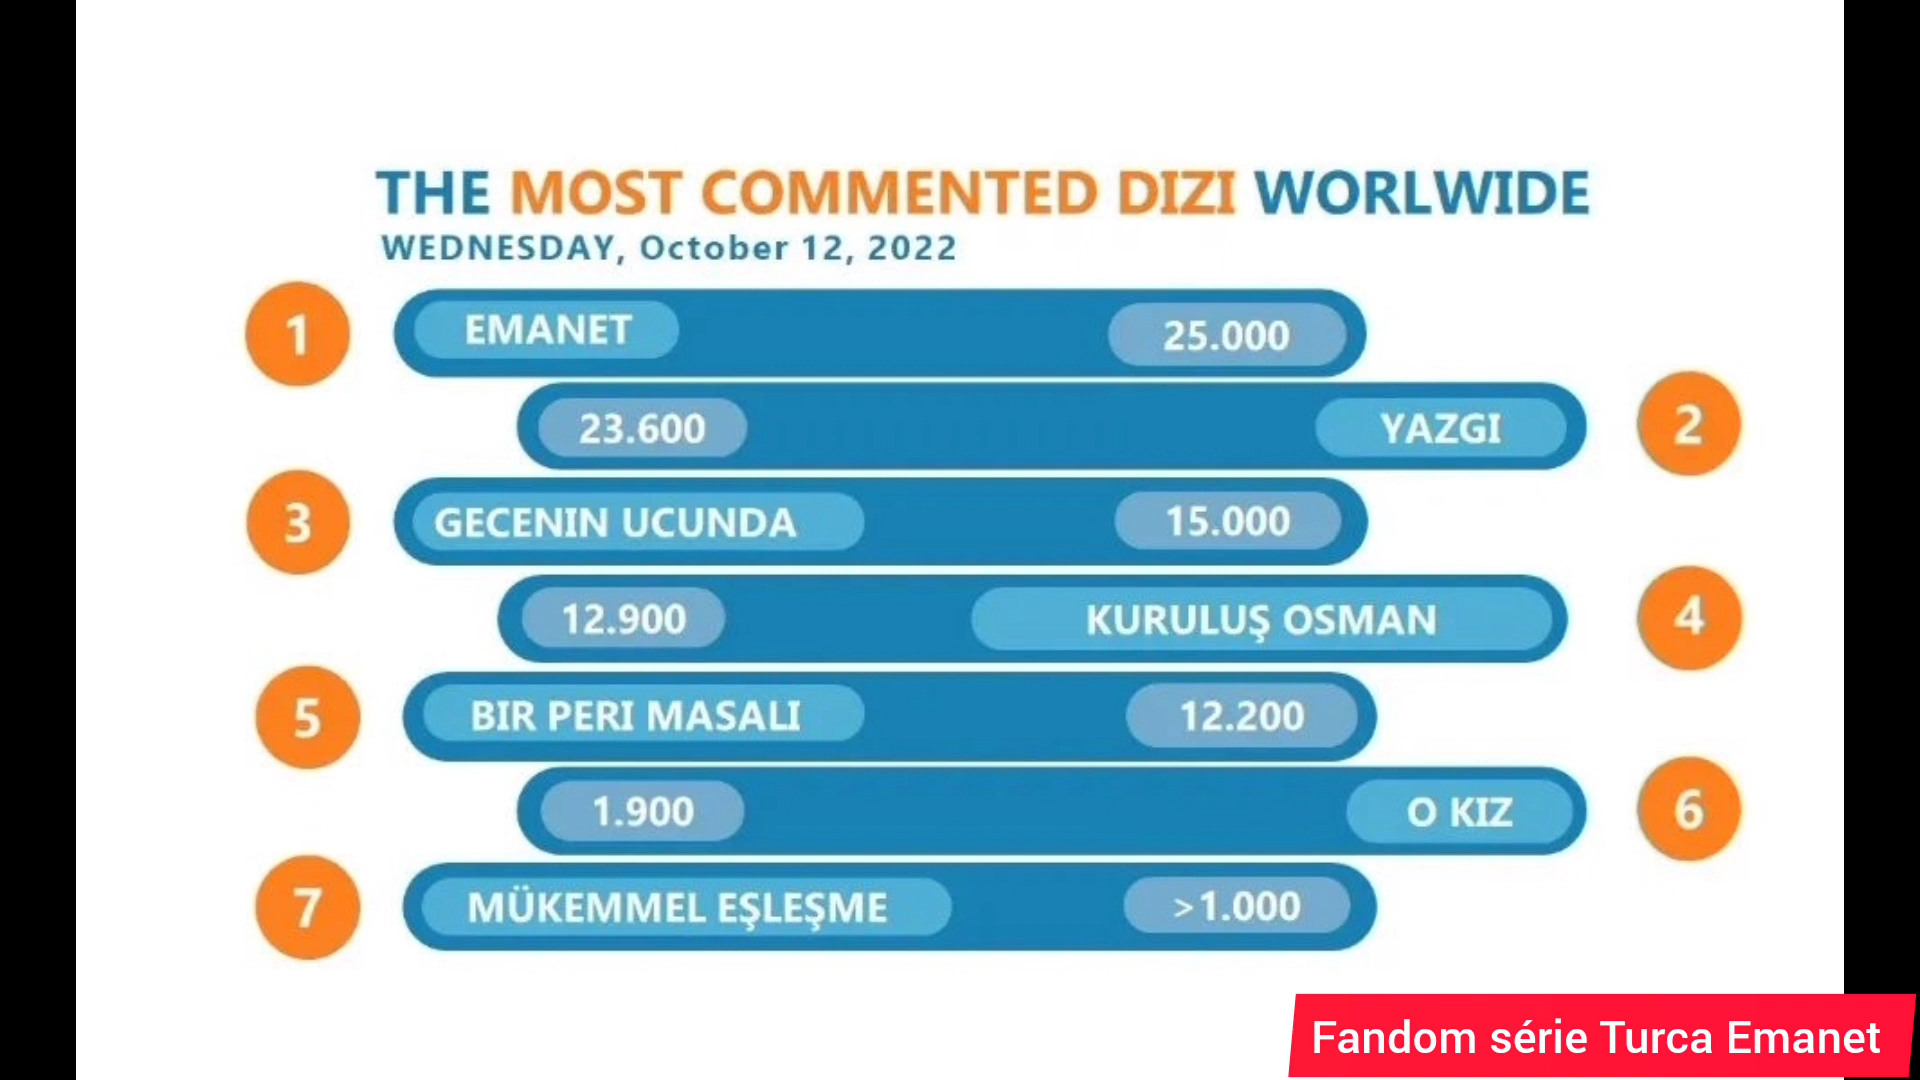 THE MOST COMMENTED DIZI WORLWIDE
WEDNESDAY, October 12, 2022
1 EMANET 25.000
23.600 YAZGI 2
3 GECENIN UCUNDA 15.000
12.900 KURULUŞ OSMAN 4
5 BIR PERI MASALI 12.200
1.900 O KIZ 6
7 MÜKEMMEL EŞLEŞME >1.000
Fandom série Turca Emanet